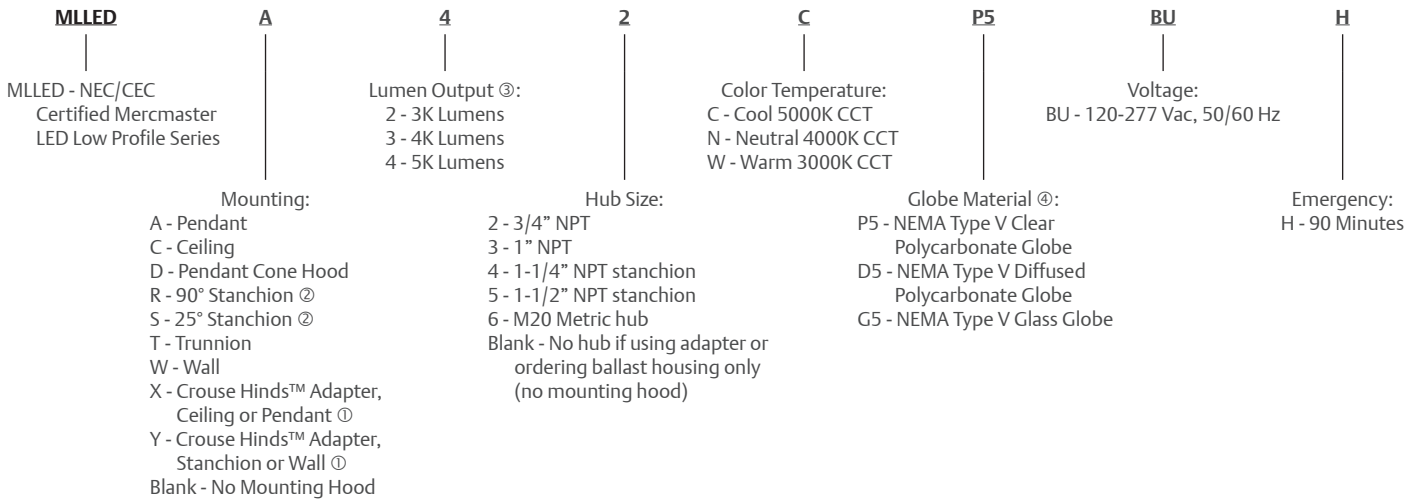 MLLED A 4 2 C P5 BU H
MLLED - NEC/CEC
Certified Mercmaster
LED Low Profile Series
Lumen Output ③:
2 - 3K Lumens
3 - 4K Lumens
4 - 5K Lumens
Color Temperature:
C - Cool 5000K CCT
N - Neutral 4000K CCT
W - Warm 3000K CCT
Voltage:
BU - 120-277 Vac, 50/60 Hz
Mounting:
A - Pendant
C - Ceiling
D - Pendant Cone Hood
R - 90° Stanchion ②
S - 25° Stanchion ②
T - Trunnion
W - Wall
X - Crouse Hinds™ Adapter,
Ceiling or Pendant ①
Y - Crouse Hinds™ Adapter,
Stanchion or Wall ①
Blank - No Mounting Hood
Hub Size:
2 - 3/4” NPT
3 - 1” NPT
4 - 1-1/4” NPT stanchion
5 - 1-1/2” NPT stanchion
6 - M20 Metric hub
Blank - No hub if using adapter or
ordering ballast housing only
(no mounting hood)
Globe Material ④:
P5 - NEMA Type V Clear
Polycarbonate Globe
D5 - NEMA Type V Diffused
Polycarbonate Globe
G5 - NEMA Type V Glass Globe
Emergency:
H - 90 Minutes